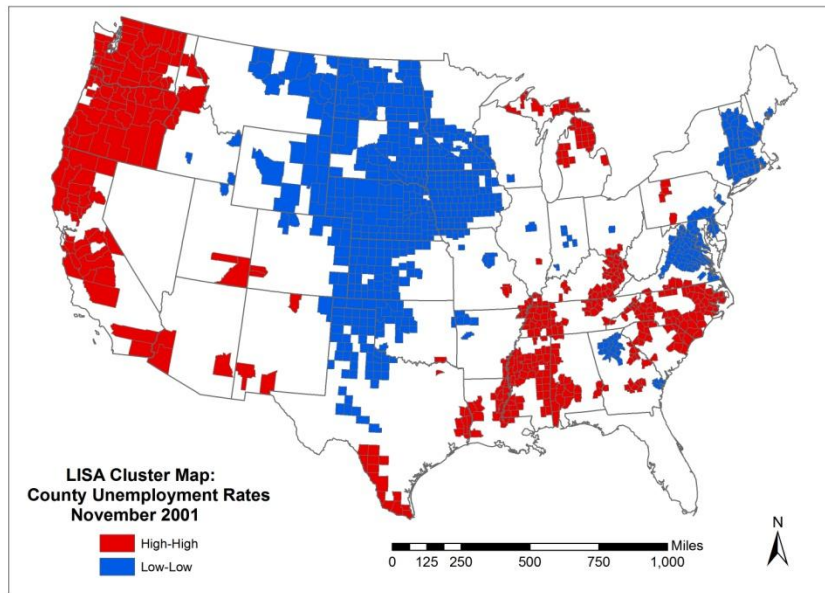 LISA Cluster Map:
County Unemployment Rates
November 2001
High-High
Low-Low
N
Miles
0 125 250 500 750 1,000